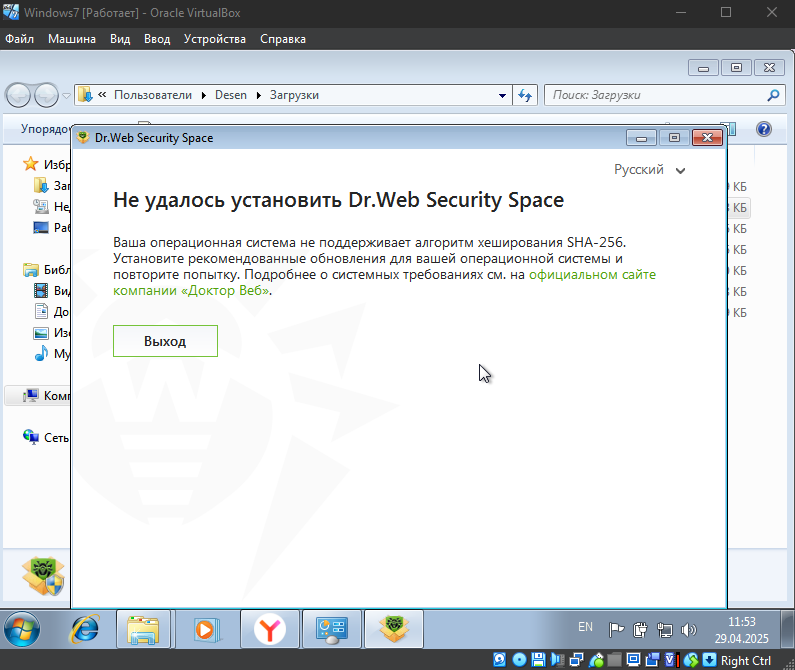 Windows7 [Работает] - Oracle VirtualBox
Файл Машина Вид Ввод Устройства Справка
« Пользователи Desen Загрузки
Поиск: Загрузки
Упорядо
Dr.Web Security Space
Русский
Не удалось установить Dr.Web Security Space
Ваша операционная система не поддерживает алгоритм хеширования SHA-256.
Установите рекомендованные обновления для вашей операционной системы и
повторите попытку. Подробнее о системных требованиях см. на официальном сайте
компании «Доктор Веб».
Выход
Избр
Заг
Нед
Раб
Библ
Вид
До
Изо
Му
Комп
Сеть
КБ
КБ
КБ
КБ
КБ
КБ
КБ
EN
11:53
29.04.2025
Right Ctrl